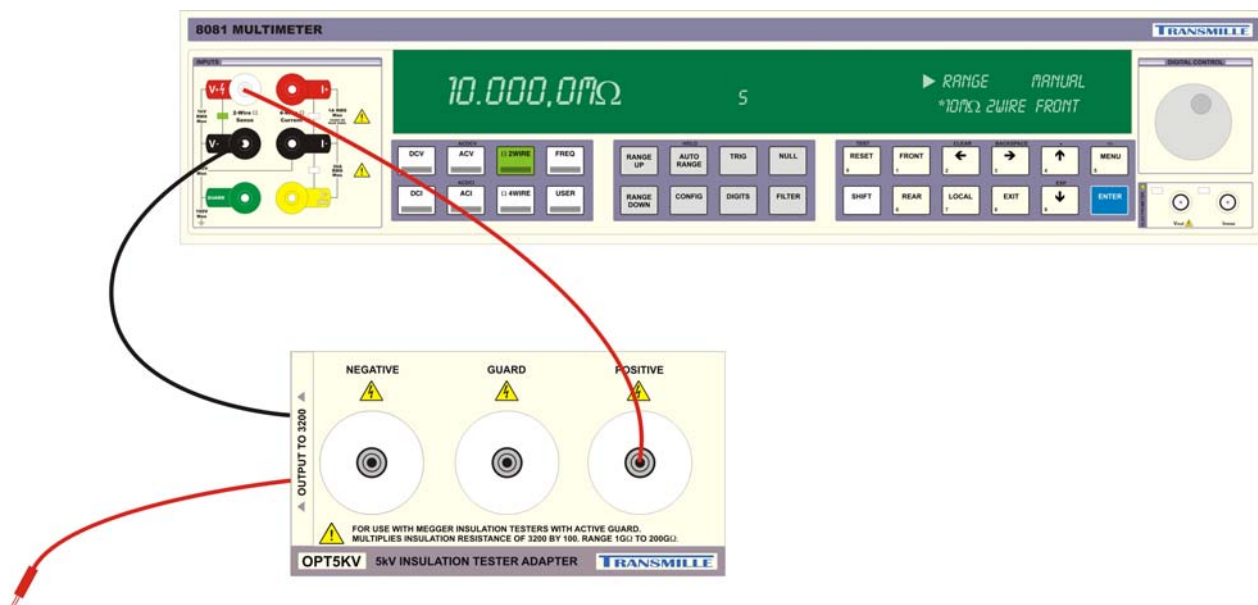 8081 MULTIMETER
TRANSMILLE
INPUTS
V+
I+
2-Wire Ω
Sense
4-Wire Ω
Current
V-
I-
GUARD
10.000,0MΩ
S
▶ RANGE MANUAL
*10MΩ 2WIRE FRONT
DIGITAL CONTROL
ACDCV
DCV
ACV
Ω 2WIRE
FREQ
ACDCI
DCI
ACI
Ω 4WIRE
USER
HOLD
RANGE UP
AUTO RANGE
TRIG
NULL
RANGE DOWN
CONFIG
DIGITS
FILTER
TEST
CLEAR
BACKSPACE
RESET
FRONT
←
→
↑
MENU
EXP
SHIFT
REAR
LOCAL
EXIT
↓
ENTER
NEGATIVE
GUARD
POSITIVE
OUTPUT TO 3200
FOR USE WITH MEGGER INSULATION TESTERS WITH ACTIVE GUARD.
MULTIPLIES INSULATION RESISTANCE OF 3200 BY 100. RANGE 1GΩ TO 200GΩ.
OPT5KV
5kV INSULATION TESTER ADAPTER
TRANSMILLE